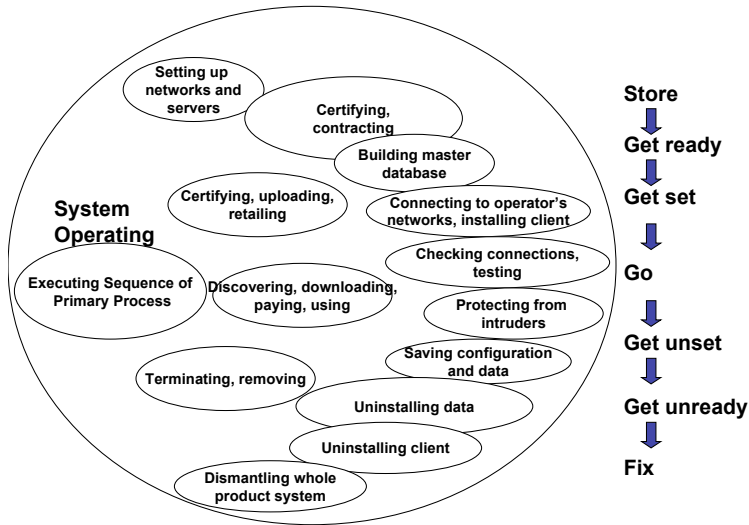 Setting up
networks and
servers
Certifying,
contracting
Building master
database
Certifying, uploading,
retailing
Connecting to operator's
networks, installing client
System
Operating
Checking connections,
testing
Executing Sequence of
Primary Process
Discovering, downloading,
paying, using
Protecting from
intruders
Saving configuration
and data
Terminating, removing
Uninstalling data
Uninstalling client
Dismantling whole
product system
Store
Get ready
Get set
Go
Get unset
Get unready
Fix